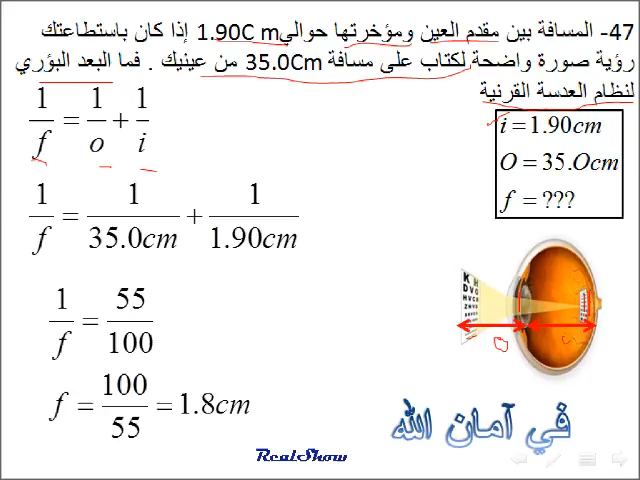 47- المسافة بين مقدم العين ومؤخرتها حوالي1.90C m إذا كان باستطاعتك
رؤية صورة واضحة لكتاب على مسافة 35.0Cm من عينيك . فما البعد البؤري
لنظام العدسة القرنية
1/f = 1/o + 1/i
i = 1.90cm
O = 35.Ocm
f = ???
1/f = 1/35.0cm + 1/1.90cm
1/f = 55/100
f = 100/55 = 1.8cm
في آمان الله
RealShow